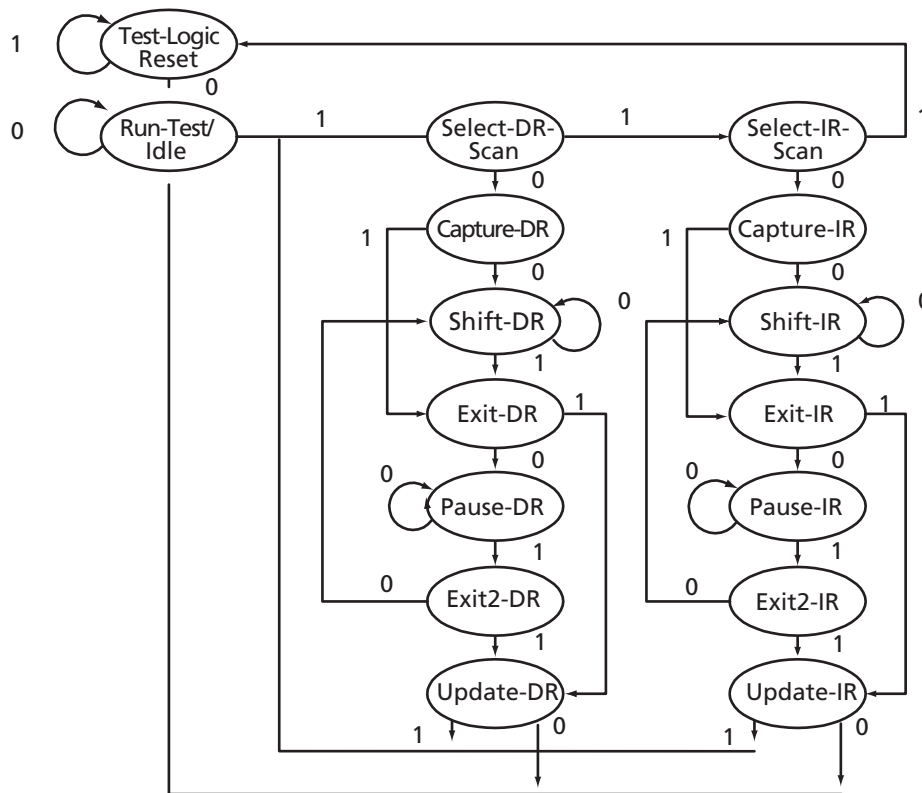 1
Test-Logic
Reset
0
0
Run-Test/
Idle
1
Select-DR-
Scan
1
Select-IR-
Scan
1
0
0
1
Capture-DR
1
Capture-IR
0
0
Shift-DR
0
Shift-IR
0
1
1
Exit-DR
1
Exit-IR
1
0
0
0
Pause-DR
0
Pause-IR
1
1
0
Exit2-DR
0
Exit2-IR
1
1
Update-DR
Update-IR
1
0
1
0